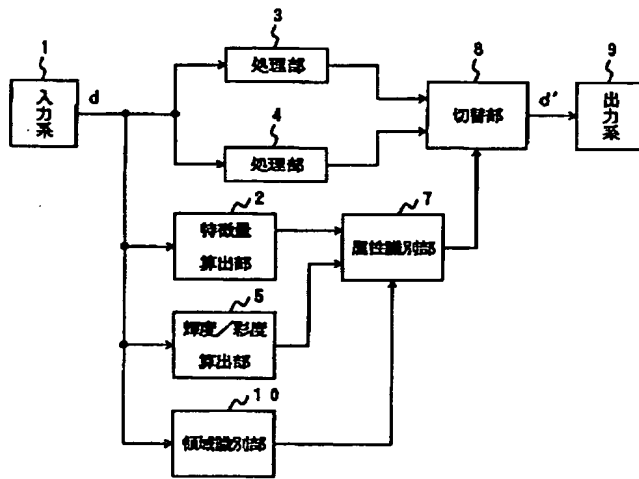 1
入力系
d
3
処理部
4
処理部
8
切替部
d'
9
出力系
2
特徴量
算出部
7
属性識別部
5
輝度/彩度
算出部
10
領域識別部